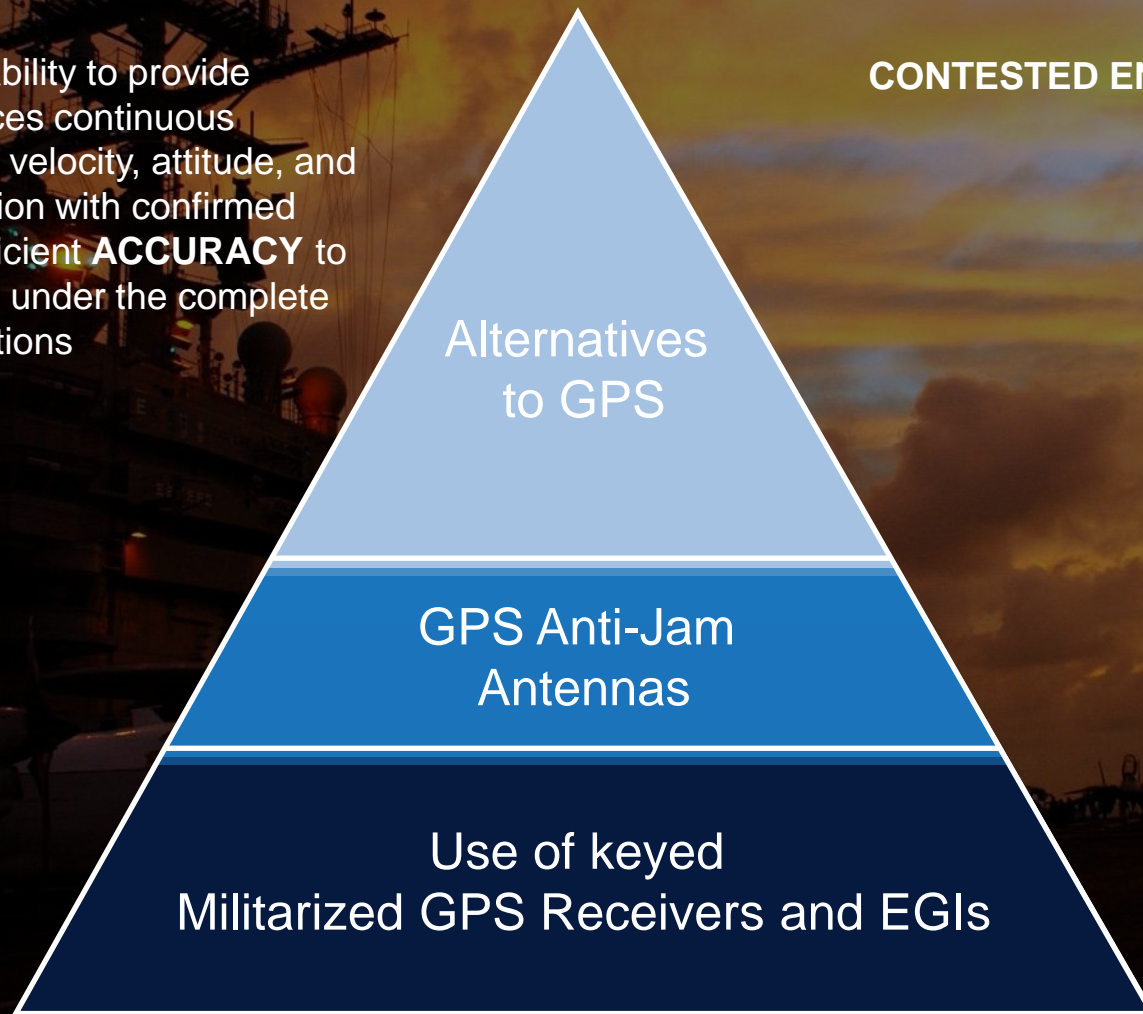 bility to provide
ces continuous
velocity, attitude, and
ion with confirmed
icient ACCURACY to
under the complete
tions
CONTESTED EN
Alternatives
to GPS
GPS Anti-Jam
Antennas
Use of keyed
Militarized GPS Receivers and EGIs